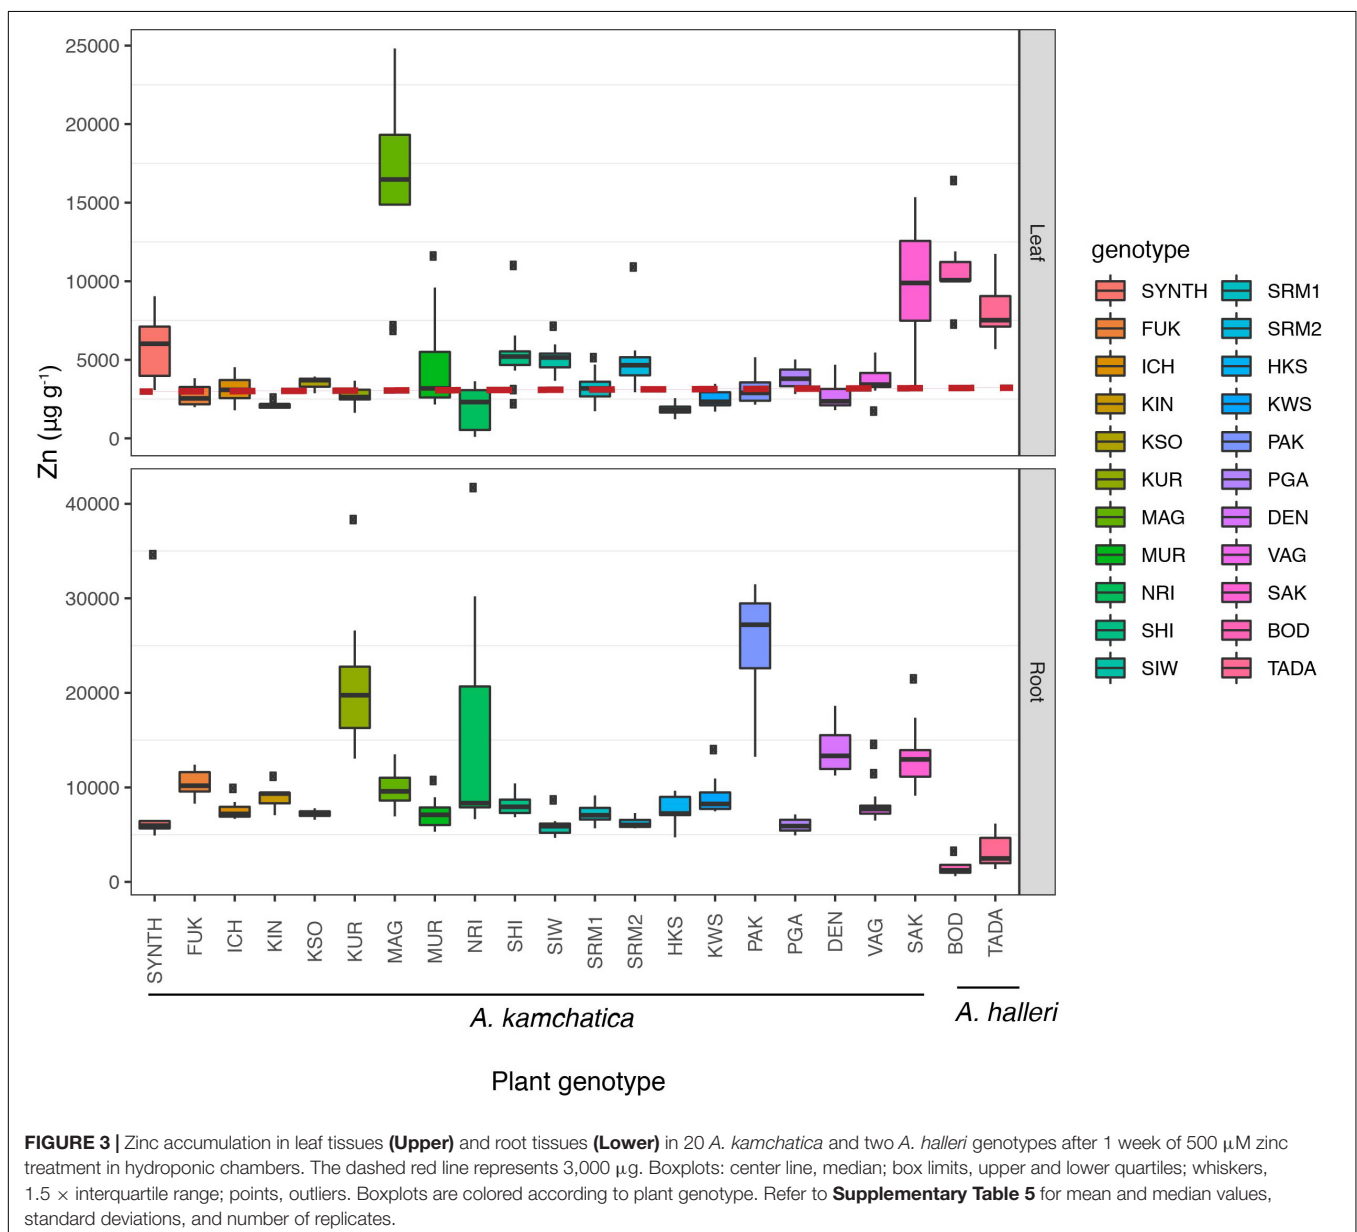 25000
20000
15000
10000
5000
0
Leaf
Zn (µg g⁻¹)
40000
30000
20000
10000
0
Root
SYNTH
FUK
ICH
KIN
KSO
KUR
MAG
MUR
NRI
SHI
SIW
SRM1
SRM2
HKS
KWS
PAK
PGA
DEN
VAG
SAK
BOD
TADA
A. kamchatica
A. halleri
Plant genotype
genotype
SYNTH
FUK
ICH
KIN
KSO
KUR
MAG
MUR
NRI
SHI
SIW
SRM1
SRM2
HKS
KWS
PAK
PGA
DEN
VAG
SAK
BOD
TADA
FIGURE 3 | Zinc accumulation in leaf tissues (Upper) and root tissues (Lower) in 20 A. kamchatica and two A. halleri genotypes after 1 week of 500 µM zinc
treatment in hydroponic chambers. The dashed red line represents 3,000 µg. Boxplots: center line, median; box limits, upper and lower quartiles; whiskers,
1.5 × interquartile range; points, outliers. Boxplots are colored according to plant genotype. Refer to Supplementary Table 5 for mean and median values,
standard deviations, and number of replicates.